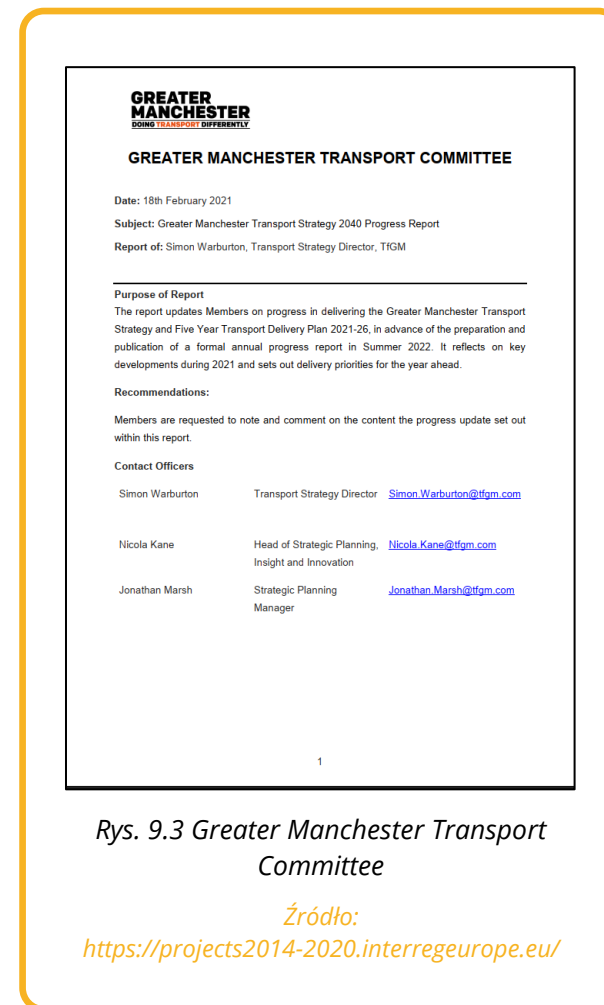 GREATER
MANCHESTER
DOING TRANSPORT DIFFERENTLY
GREATER MANCHESTER TRANSPORT COMMITTEE
Date: 18th February 2021
Subject: Greater Manchester Transport Strategy 2040 Progress Report
Report of: Simon Warburton, Transport Strategy Director, TfGM
Purpose of Report
The report updates Members on progress in delivering the Greater Manchester Transport
Strategy and Five Year Transport Delivery Plan 2021-26, in advance of the preparation and
publication of a formal annual progress report in Summer 2022. It reflects on key
developments during 2021 and sets out delivery priorities for the year ahead.
Recommendations:
Members are requested to note and comment on the content the progress update set out
within this report.
Contact Officers
Simon Warburton Transport Strategy Director Simon.Warburton@tfgm.com
Nicola Kane Head of Strategic Planning, Nicola.Kane@tfgm.com
Insight and Innovation
Jonathan Marsh Strategic Planning Jonathan.Marsh@tfgm.com
Manager
1
Rys. 9.3 Greater Manchester Transport
Committee
Źródło:
https://projects2014-2020.interregeurope.eu/